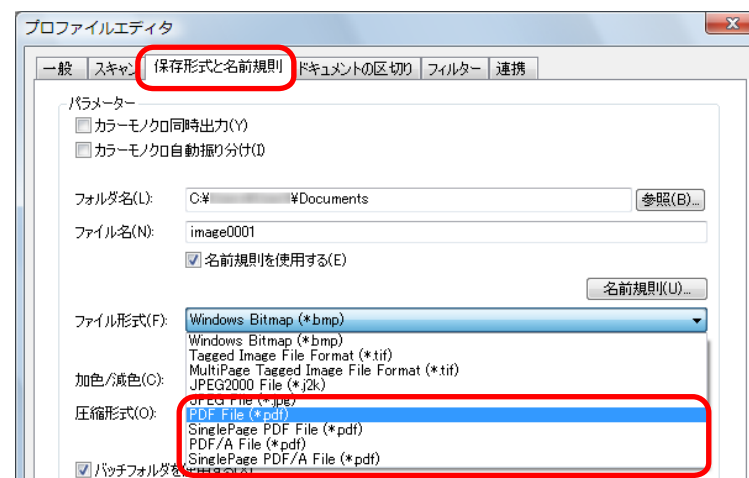 プロファイルエディタ
一般 スキャン 保存形式と名前規則 ドキュメントの区切り フィルター 連携
パラメーター
カラーモノクロ同時出力(Y)
カラーモノクロ自動振り分け(I)
フォルダ名(L): C:¥ ¥Documents 参照(B)...
ファイル名(N): image0001
名前規則を使用する(E)
名前規則(U)...
ファイル形式(F): Windows Bitmap (*.bmp)
Windows Bitmap (*.bmp)
Tagged Image File Format (*.tif)
MultiPage Tagged Image File Format (*.tif)
加色/減色(C): JPEG2000 File (*.j2k)
JPEG File (*.jpg)
圧縮形式(O): PDF File (*.pdf)
SinglePage PDF File (*.pdf)
PDF/A File (*.pdf)
SinglePage PDF/A File (*.pdf)
バッチフォルダを使用する(X)